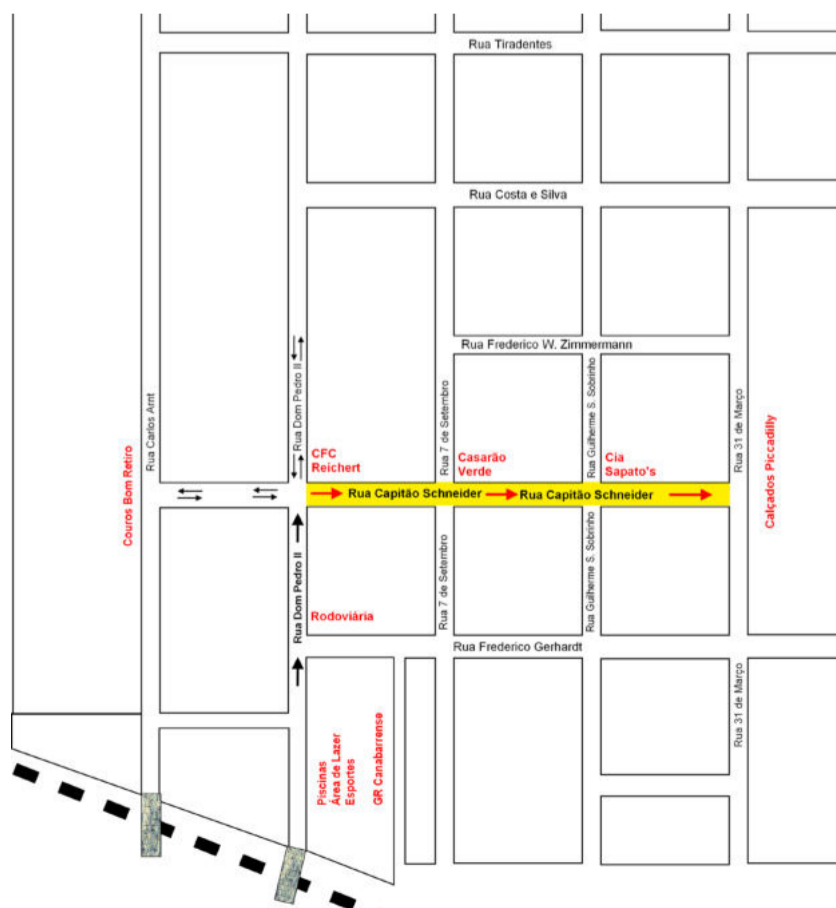 Rua Tiradentes
Rua Costa e Silva
Rua Frederico W. Zimmermann
Rua Dom Pedro II
Rua Carlos Arnt
Rua 7 de Setembro
Rua Guilherme S. Sobrinho
Rua 31 de Março
Couros Bom Retiro
CFC
Reichert
Casarão
Verde
Cia
Sapato's
Calçados Piccadilly
Rua Capitão Schneider
Rua Capitão Schneider
Rua Dom Pedro II
Rua 7 de Setembro
Rua Guilherme S. Sobrinho
Rodoviária
Rua Frederico Gerhardt
Rua 31 de Março
Piscinas
Área de Lazer
Esportes
GR Canabarrense